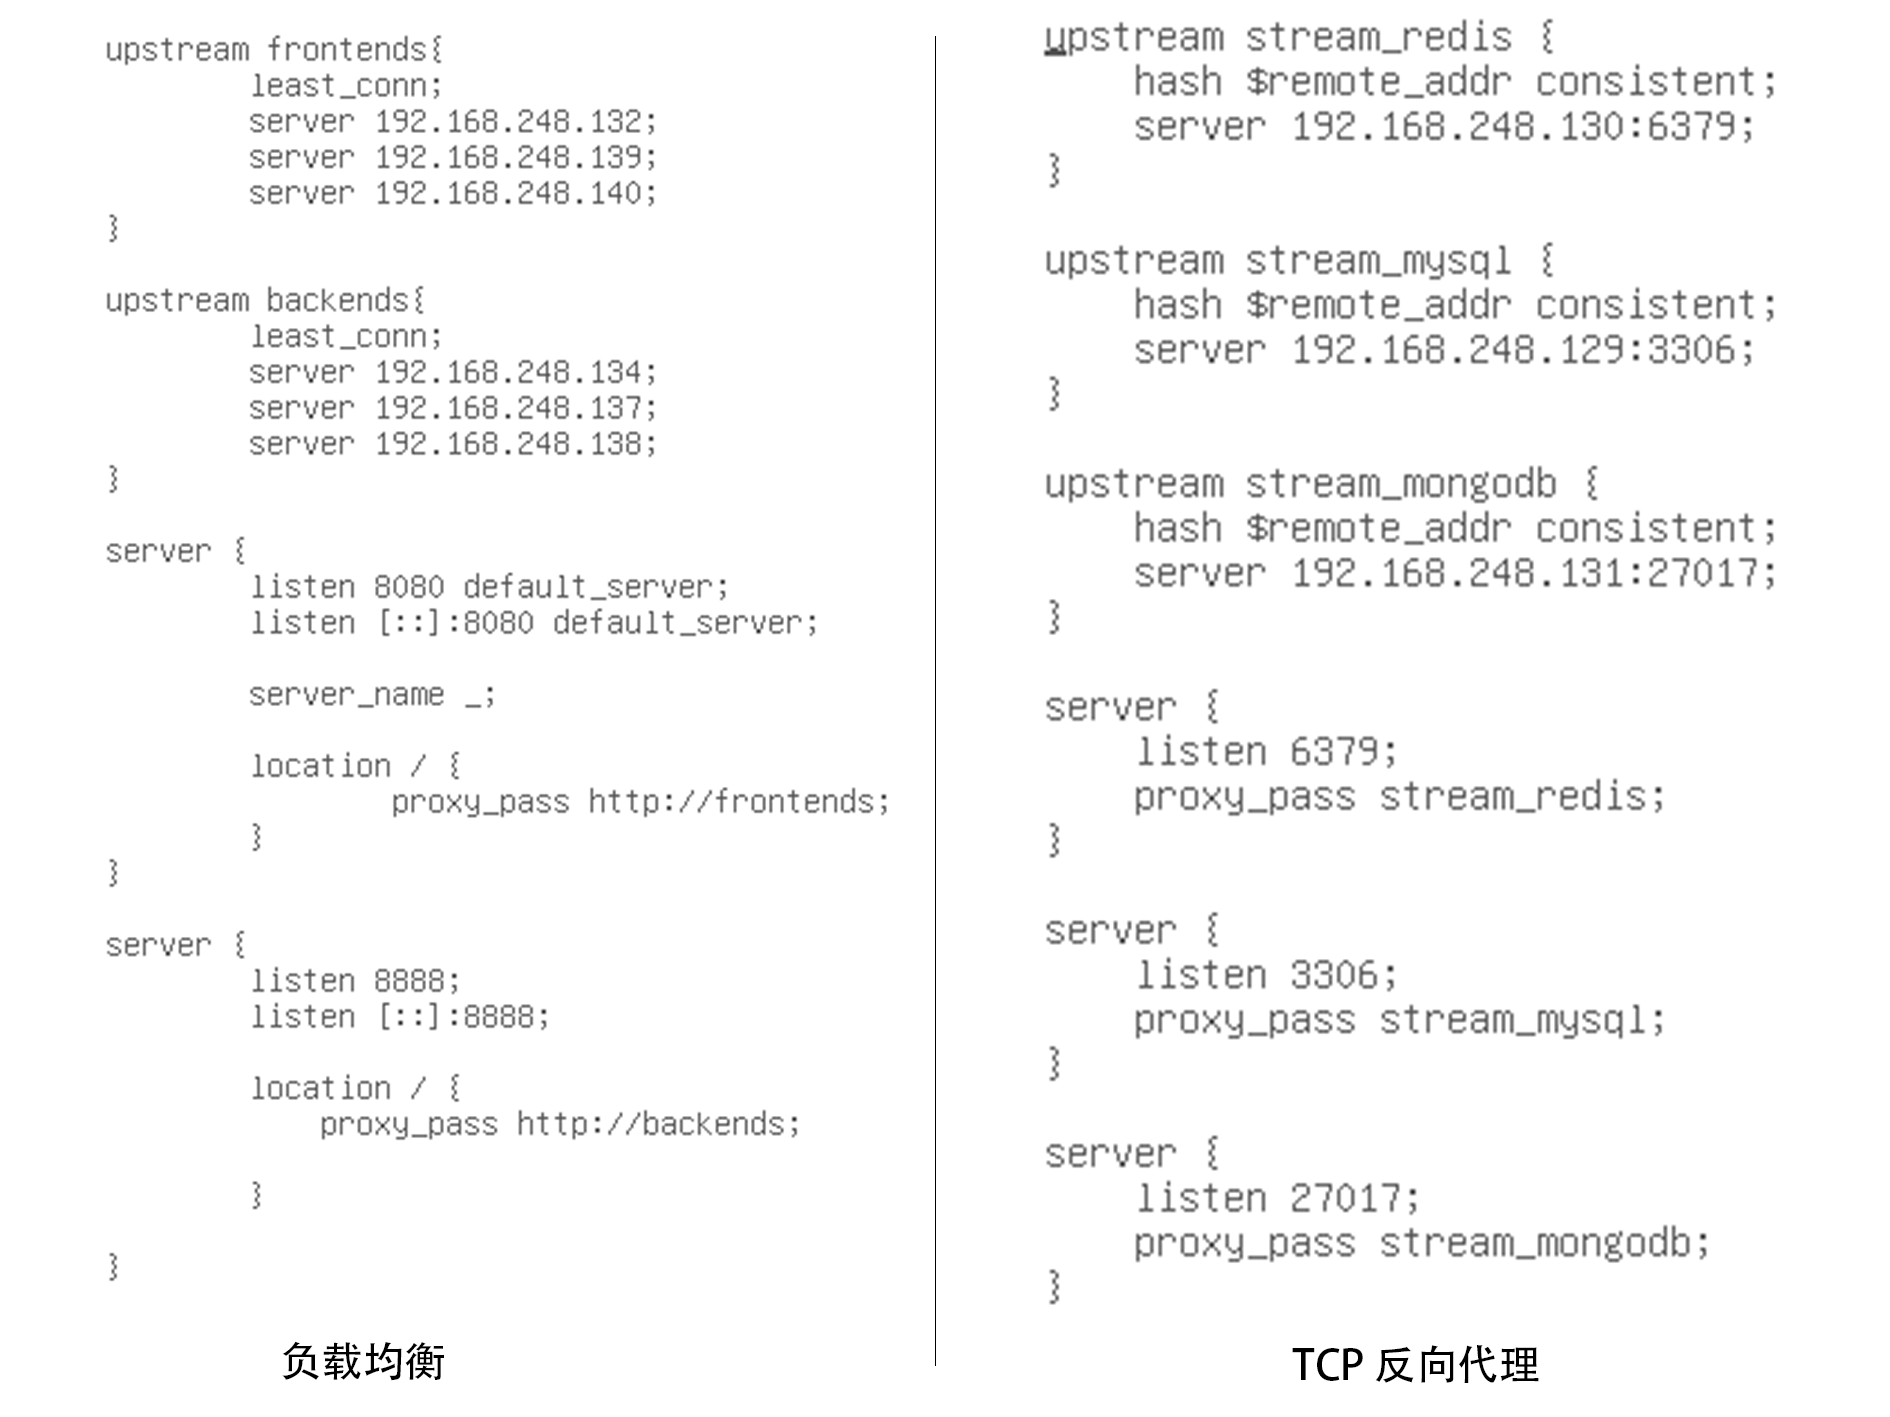 upstream frontends{
least_conn;
server 192.168.248.132;
server 192.168.248.139;
server 192.168.248.140;
}
upstream backends{
least_conn;
server 192.168.248.134;
server 192.168.248.137;
server 192.168.248.138;
}
server {
listen 8080 default_server;
listen [::]:8080 default_server;
server_name _;
location / {
proxy_pass http://frontends;
}
}
server {
listen 8888;
listen [::]:8888;
location / {
proxy_pass http://backends;
}
}
负载均衡
upstream stream_redis {
hash $remote_addr consistent;
server 192.168.248.130:6379;
}
upstream stream_mysql {
hash $remote_addr consistent;
server 192.168.248.129:3306;
}
upstream stream_mongodb {
hash $remote_addr consistent;
server 192.168.248.131:27017;
}
server {
listen 6379;
proxy_pass stream_redis;
}
server {
listen 3306;
proxy_pass stream_mysql;
}
server {
listen 27017;
proxy_pass stream_mongodb;
}
TCP 反向代理